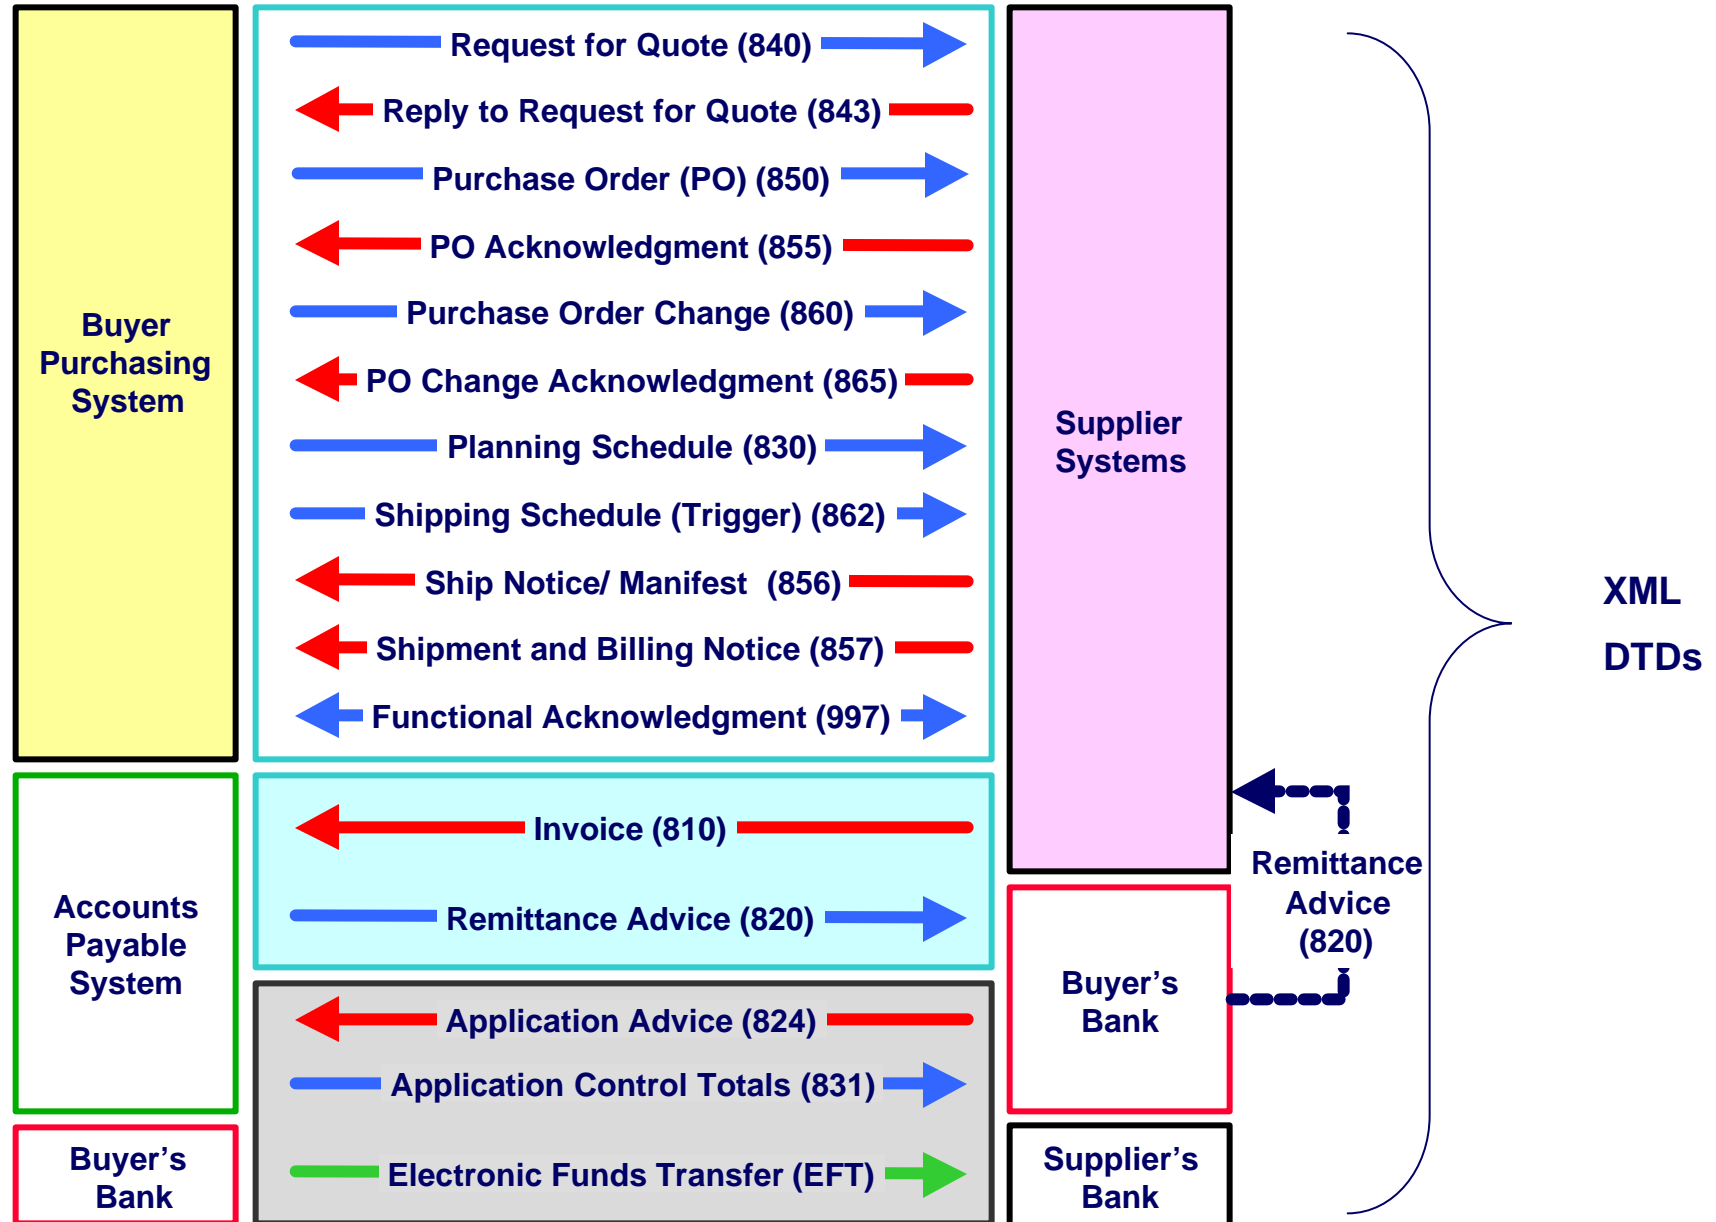 Buyer
Purchasing
System
Request for Quote (840)
Reply to Request for Quote (843)
Purchase Order (PO) (850)
PO Acknowledgment (855)
Purchase Order Change (860)
PO Change Acknowledgment (865)
Planning Schedule (830)
Shipping Schedule (Trigger) (862)
Ship Notice/ Manifest (856)
Shipment and Billing Notice (857)
Functional Acknowledgment (997)
Supplier
Systems
XML
DTDs
Accounts
Payable
System
Invoice (810)
Remittance Advice (820)
Application Advice (824)
Application Control Totals (831)
Buyer’s
Bank
Remittance
Advice
(820)
Buyer’s
Bank
Electronic Funds Transfer (EFT)
Supplier’s
Bank